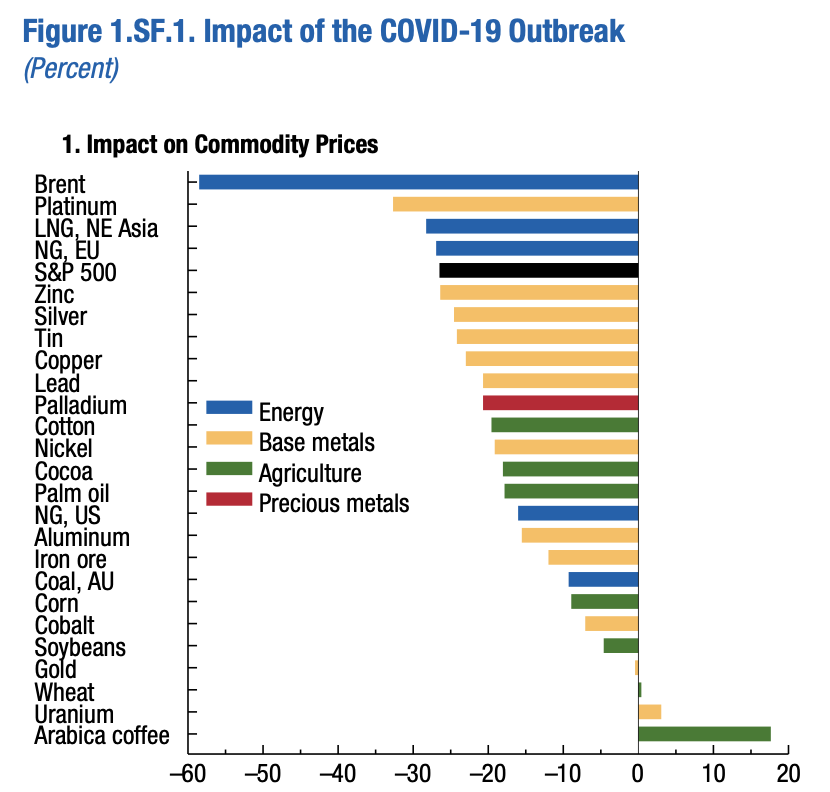 Figure 1.SF.1. Impact of the COVID-19 Outbreak
(Percent)
1. Impact on Commodity Prices
Brent
Platinum
LNG, NE Asia
NG, EU
S&P 500
Zinc
Silver
Tin
Copper
Lead
Palladium
Cotton
Nickel
Cocoa
Palm oil
NG, US
Aluminum
Iron ore
Coal, AU
Corn
Cobalt
Soybeans
Gold
Wheat
Uranium
Arabica coffee
Energy
Base metals
Agriculture
Precious metals
–60 –50 –40 –30 –20 –10 0 10 20